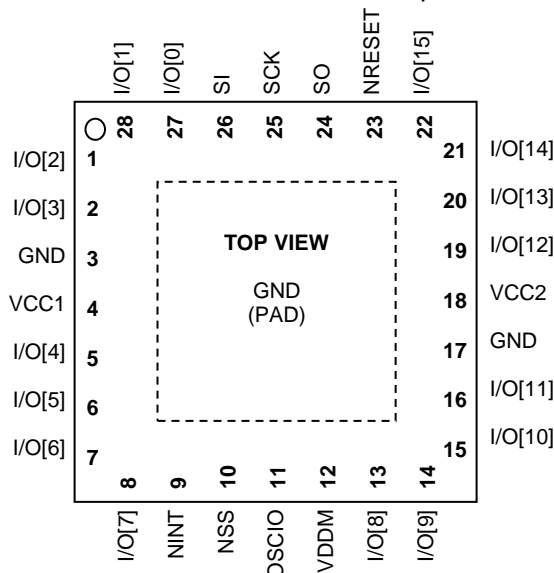 I/O[1] I/O[0] SI SCK SO NRESET I/O[15]
28 27 26 25 24 23 22
I/O[2] 1 21 I/O[14]
I/O[3] 2 20 I/O[13]
GND 3 TOP VIEW 19 I/O[12]
VCC1 4 GND 18 VCC2
(PAD)
I/O[4] 5 17 GND
I/O[5] 6 16 I/O[11]
I/O[6] 7 15 I/O[10]
8 9 10 11 12 13 14
I/O[7] NINT NSS OSCIO VDDM I/O[8] I/O[9]